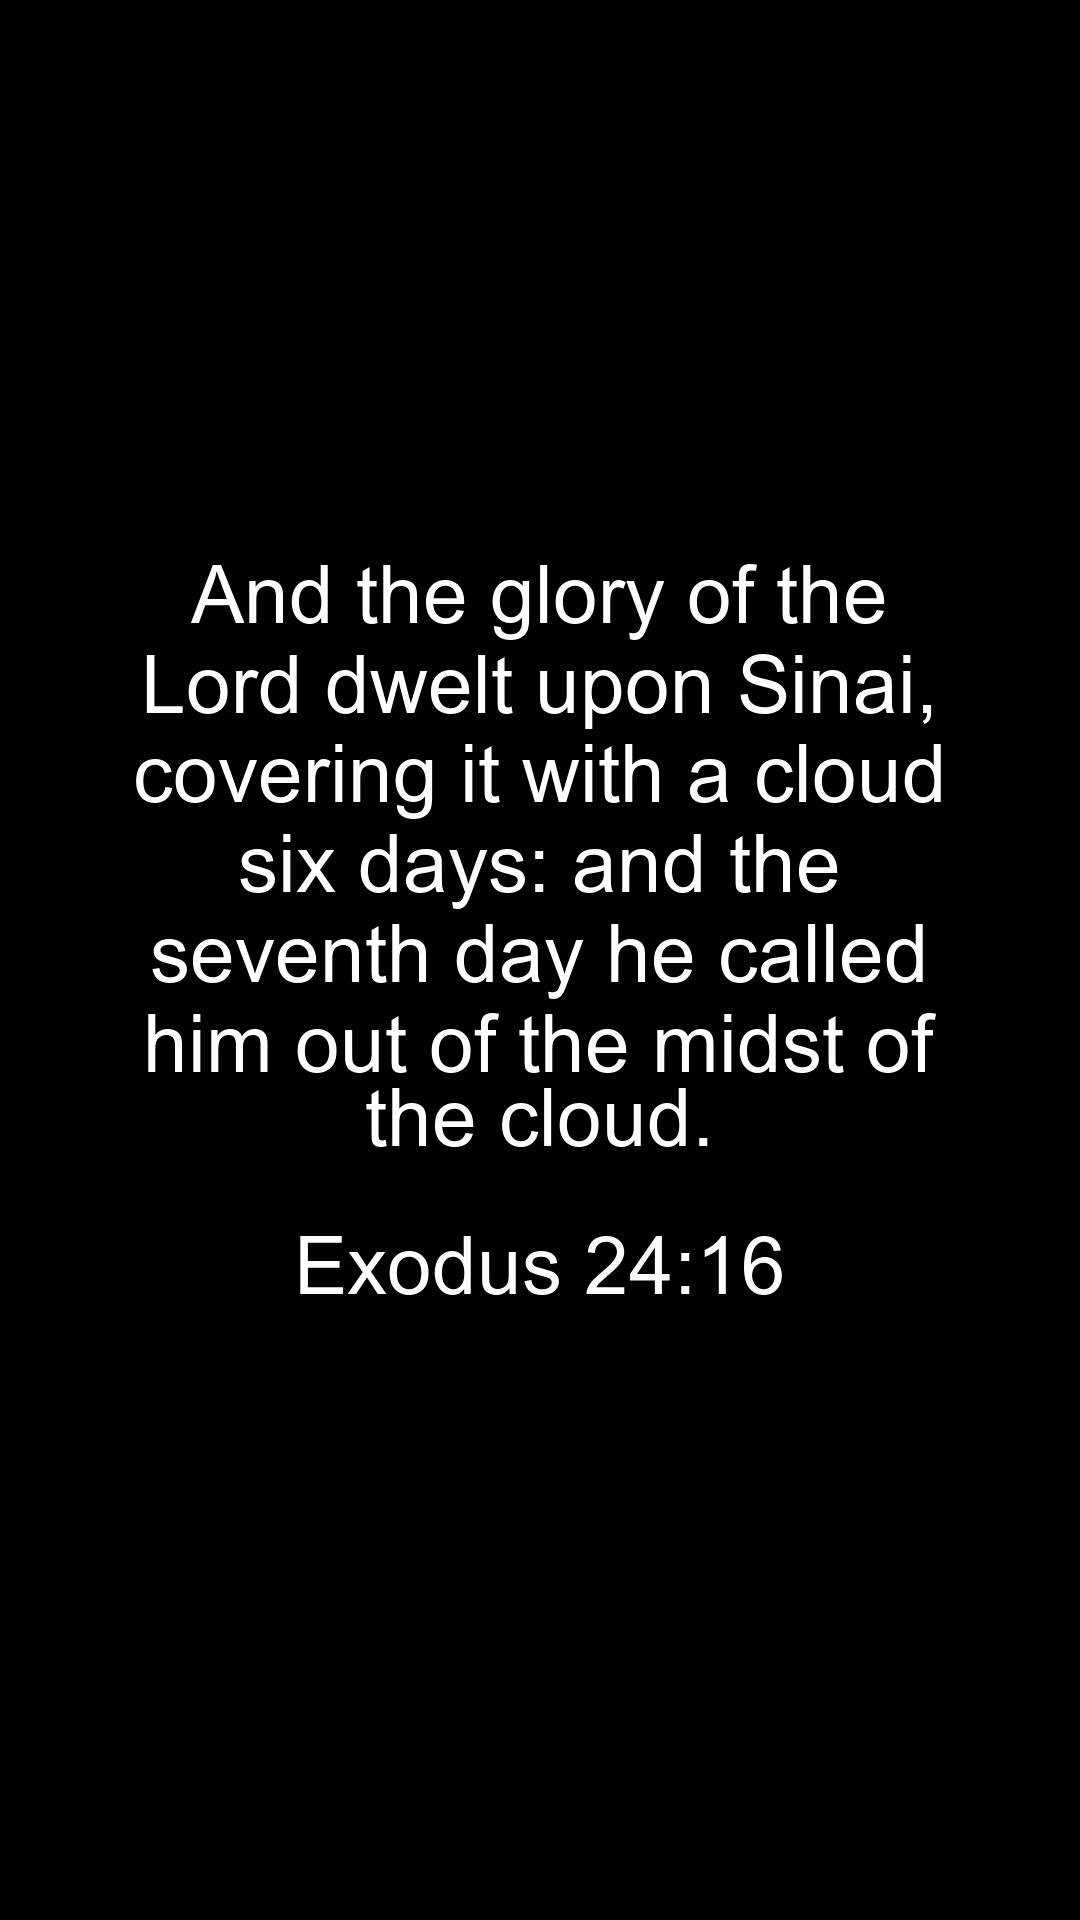 And the glory of the
Lord dwelt upon Sinai,
covering it with a cloud
six days: and the
seventh day he called
him out of the midst of
the cloud.
Exodus 24:16